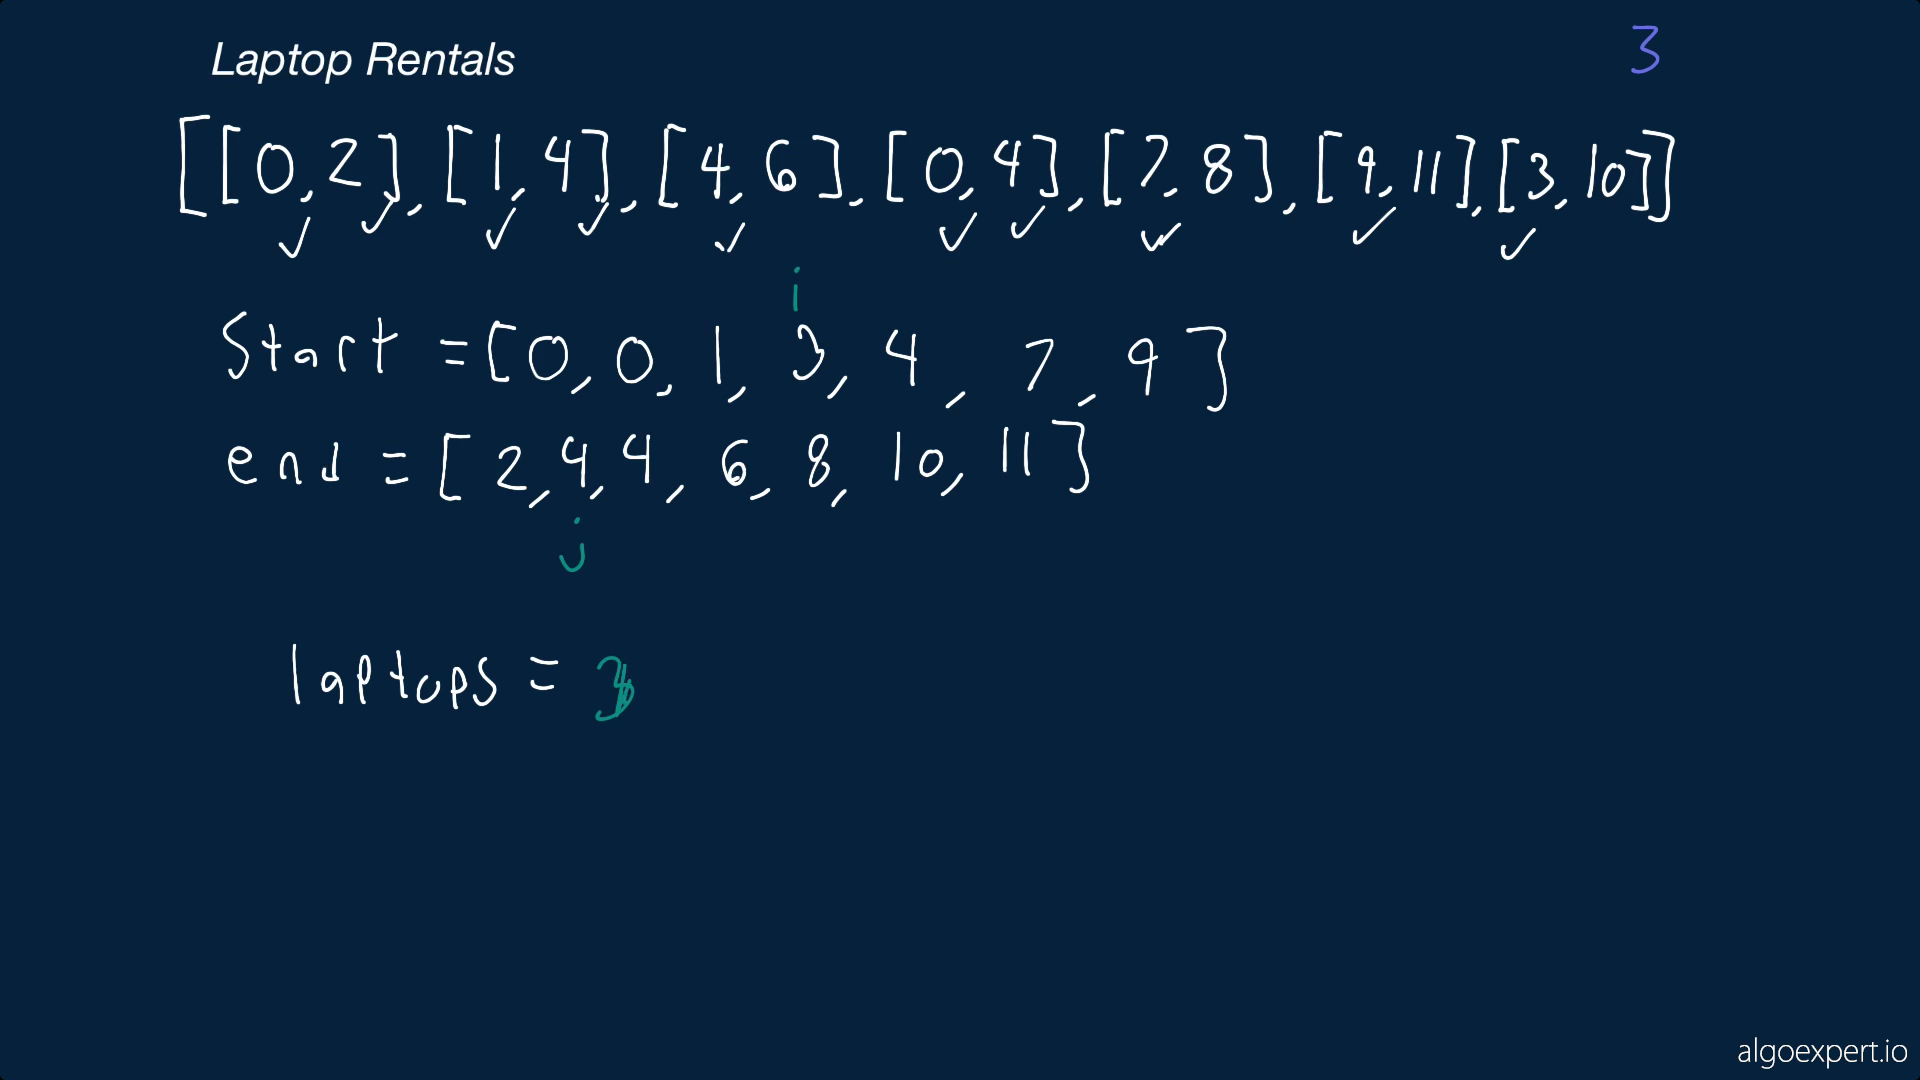 Laptop Rentals
3
[[0,2], [1,4], [4,6], [0,4], [7,8], [9,11], [3,10]]
i
Start = [0, 0, 1, 3, 4, 7, 9]
end = [2, 4, 4, 6, 8, 10, 11]
j
laptops = 3
algoexpert.io